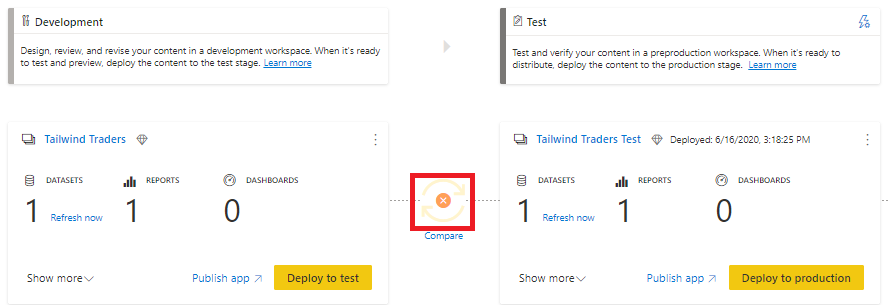 Development
Design, review, and revise your content in a development workspace. When it's ready
to test and preview, deploy the content to the test stage. Learn more
Test
Test and verify your content in a preproduction workspace. When it's ready to
distribute, deploy the content to the production stage. Learn more
Tailwind Traders
DATASETS REPORTS DASHBOARDS
1 Refresh now 1 0
Show more Publish app Deploy to test
Compare
Tailwind Traders Test Deployed: 6/16/2020, 3:18:25 PM
DATASETS REPORTS DASHBOARDS
1 Refresh now 1 0
Show more Publish app Deploy to production